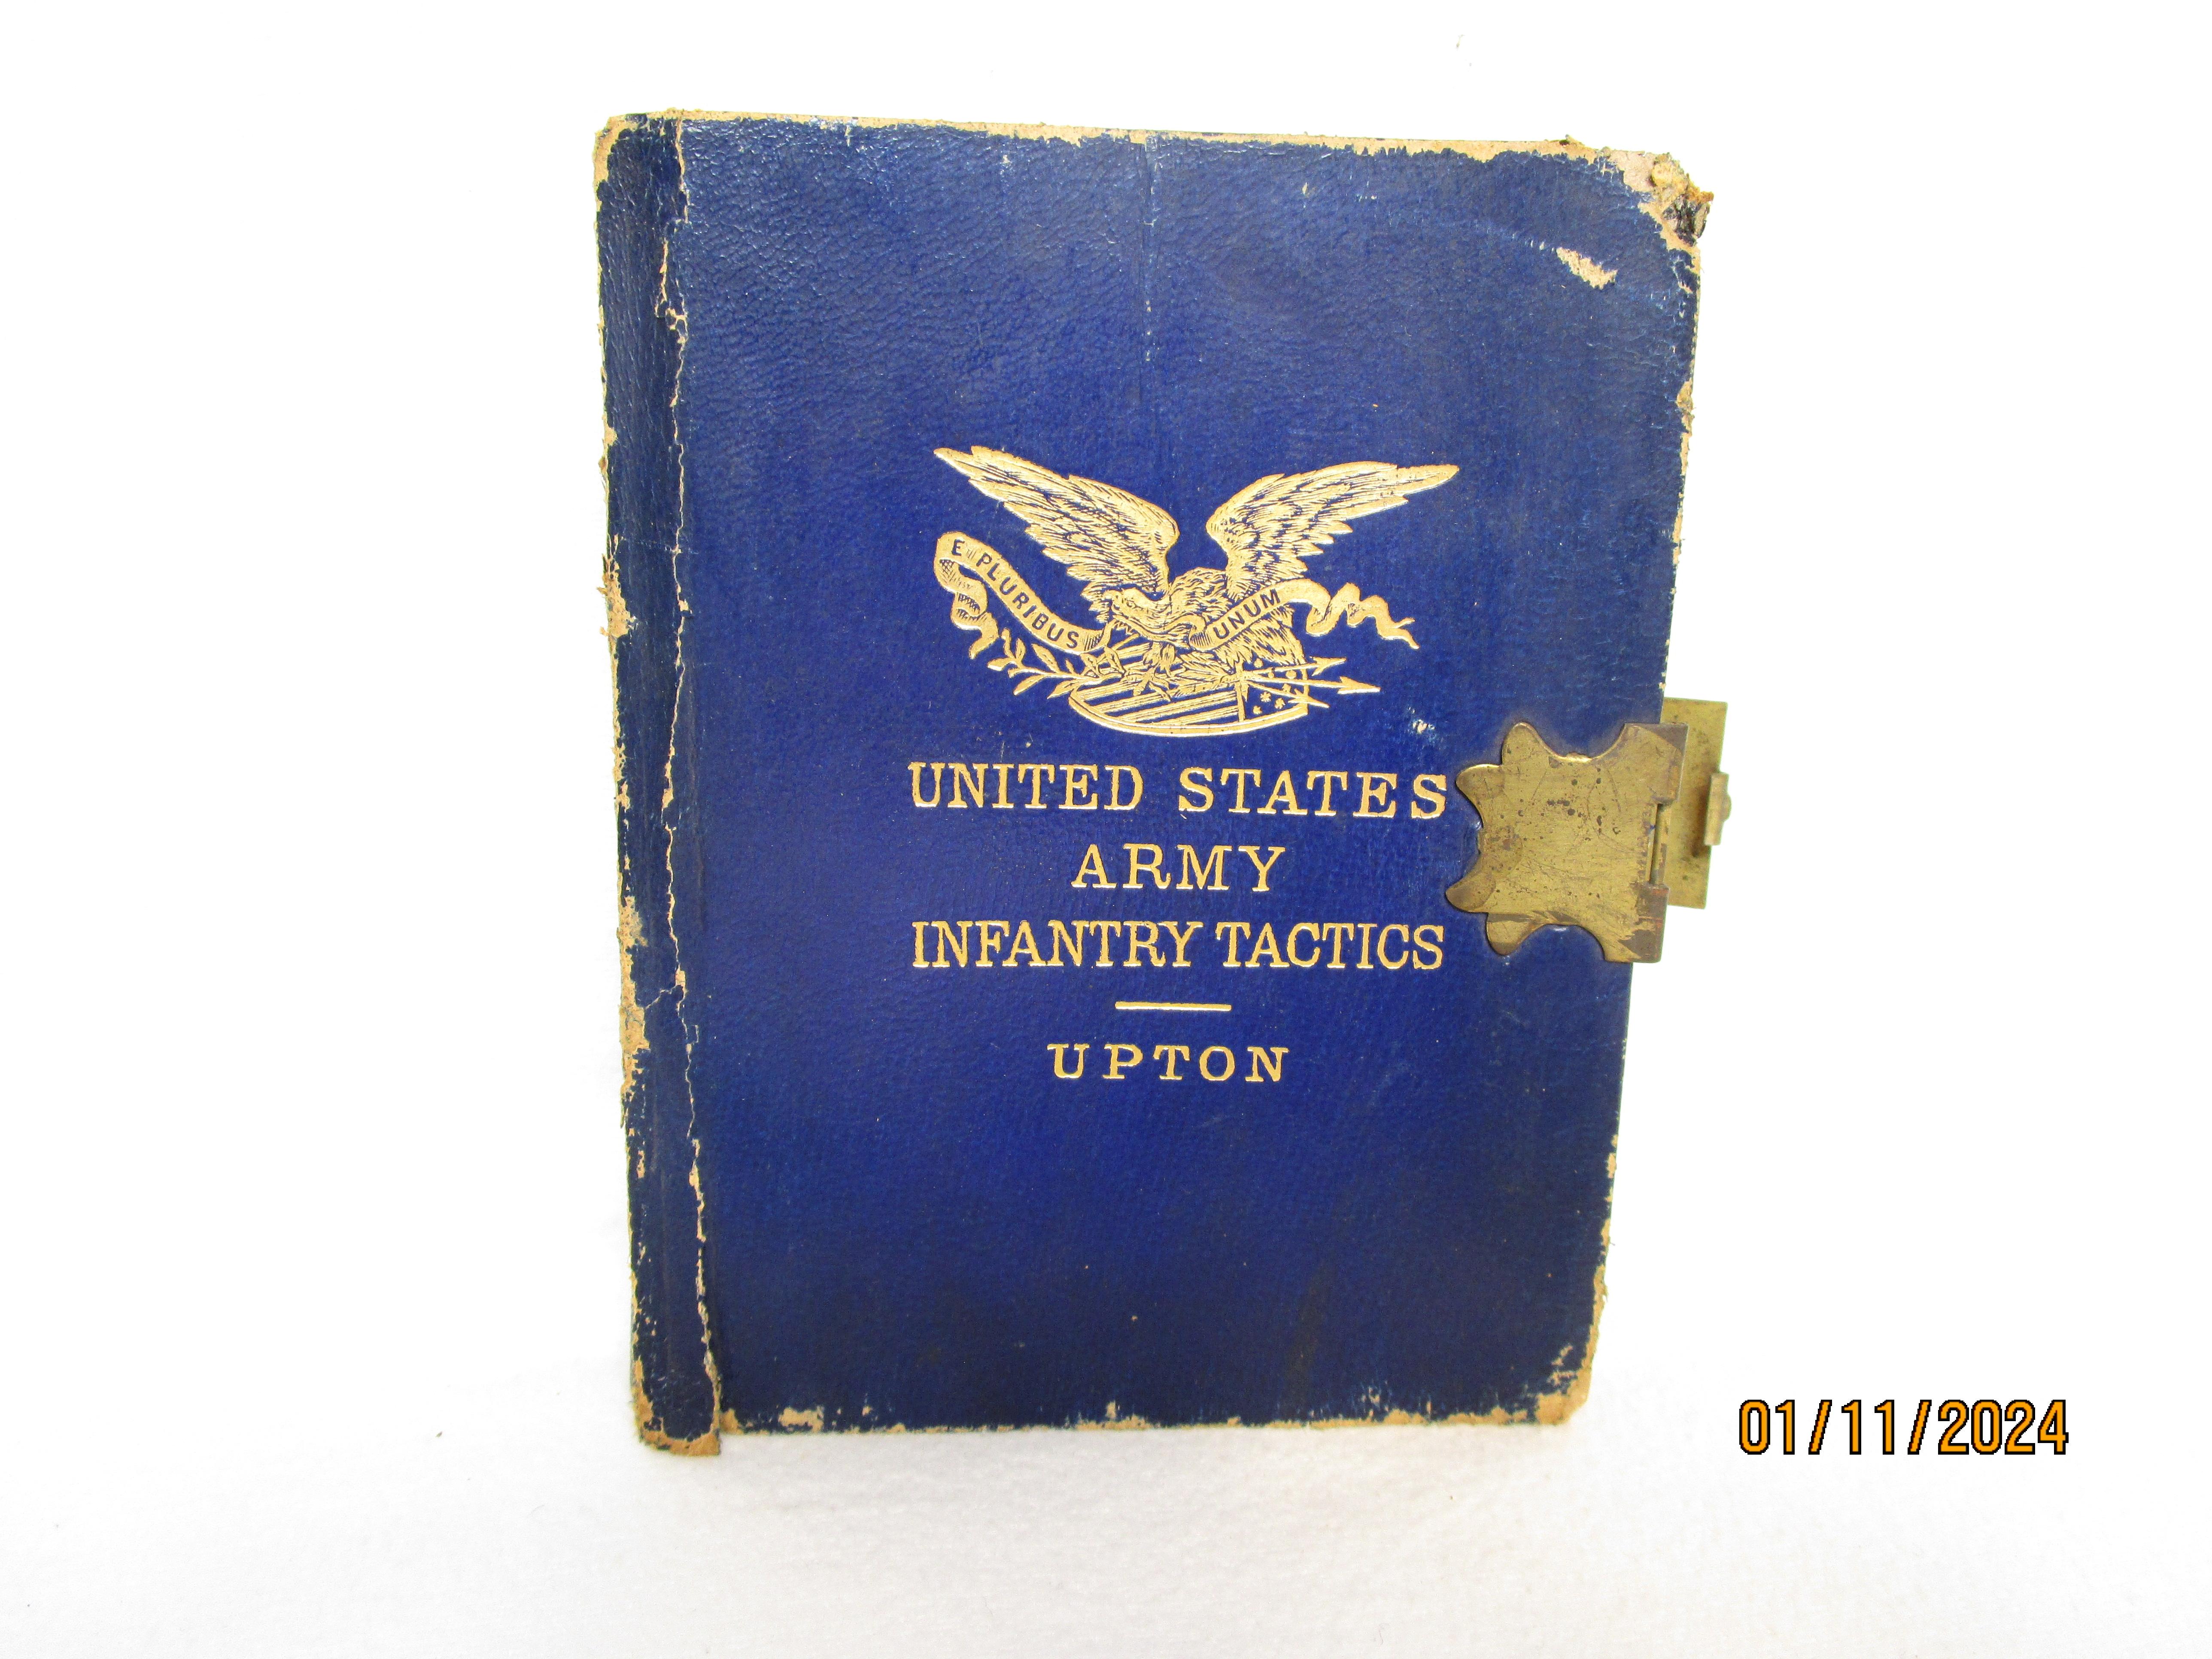 E PLURIBUS UNUM
UNITED STATES
ARMY
INFANTRY TACTICS
UPTON
01/11/2024